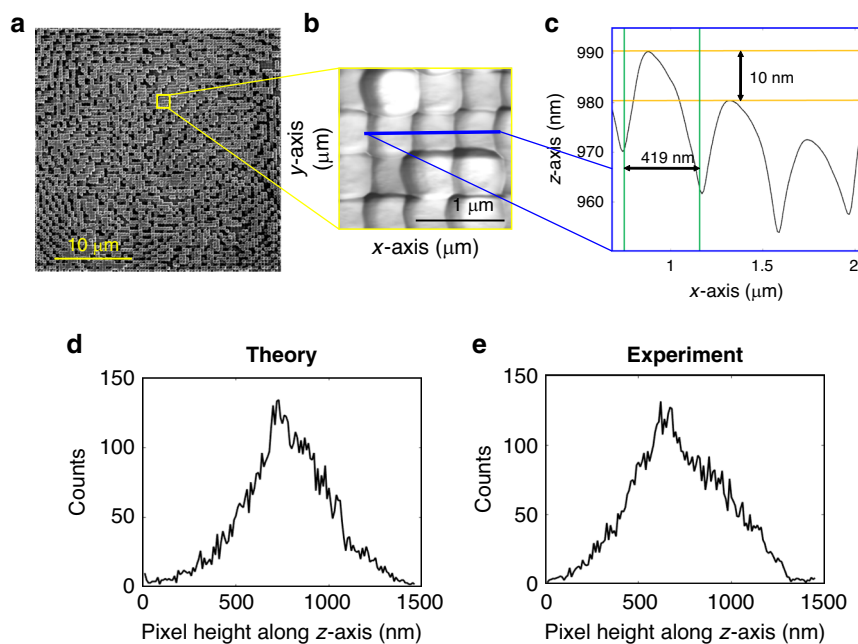 a
10 μm
b
y-axis
(μm)
1 μm
x-axis (μm)
c
z-axis (nm)
990
980
970
960
10 nm
419 nm
1
1.5
2
x-axis (μm)
d
Theory
Counts
150
100
50
0
0
500
1000
1500
Pixel height along z-axis (nm)
e
Experiment
Counts
150
100
50
0
0
500
1000
1500
Pixel height along z-axis (nm)